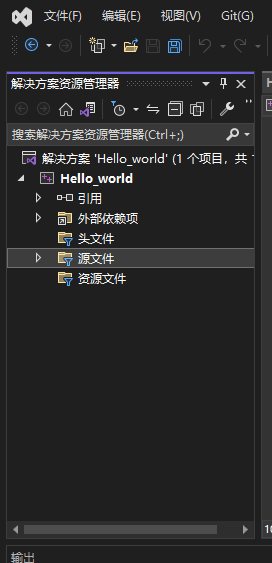 文件(F) 编辑(E) 视图(V) Git(G)
解决方案资源管理器
搜索解决方案资源管理器(Ctrl+;)
解决方案 'Hello_world' (1 个项目，共 1
Hello_world
引用
外部依赖项
头文件
源文件
资源文件
10
输出